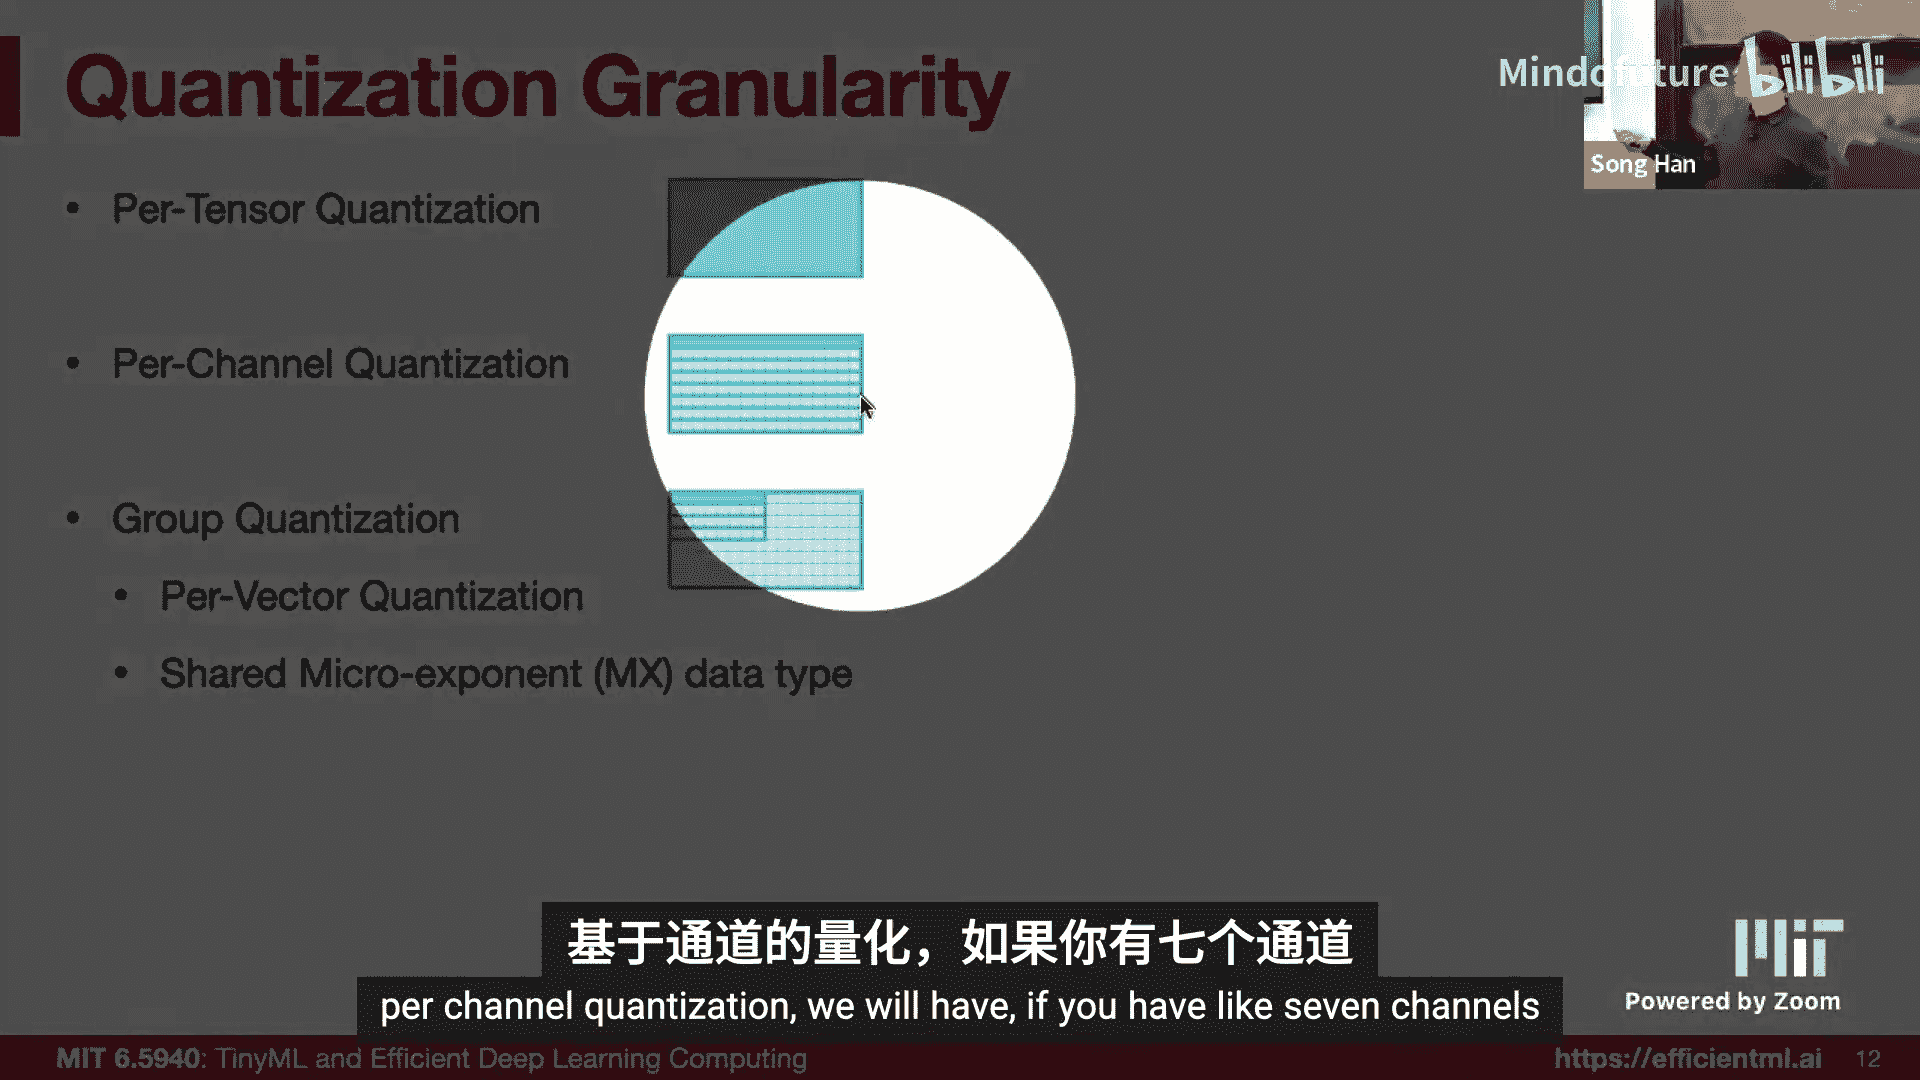 Quantization Granularity
Mindofuture bilibili
Song Han
• Per-Tensor Quantization
• Per-Channel Quantization
• Group Quantization
• Per-Vector Quantization
• Shared Micro-exponent (MX) data type
基于通道的量化，如果你有七个通道
per channel quantization, we will have, if you have like seven channels
MIT
Powered by Zoom
MIT 6.5940: TinyML and Efficient Deep Learning Computing
https://efficientml.ai
12